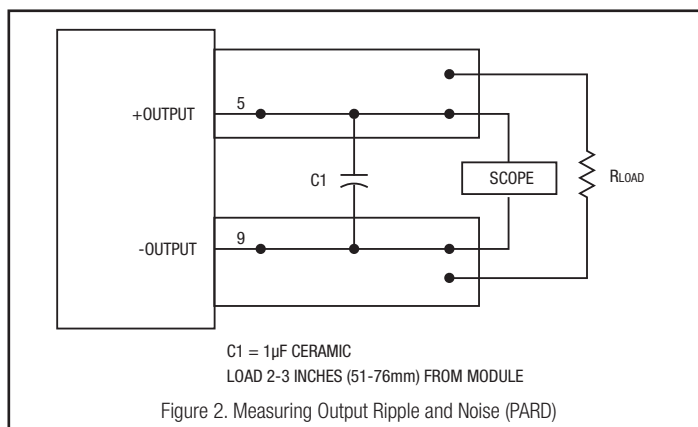 +OUTPUT
5
C1
SCOPE
RLOAD
-OUTPUT
9
C1 = 1µF CERAMIC
LOAD 2-3 INCHES (51-76mm) FROM MODULE
Figure 2. Measuring Output Ripple and Noise (PARD)